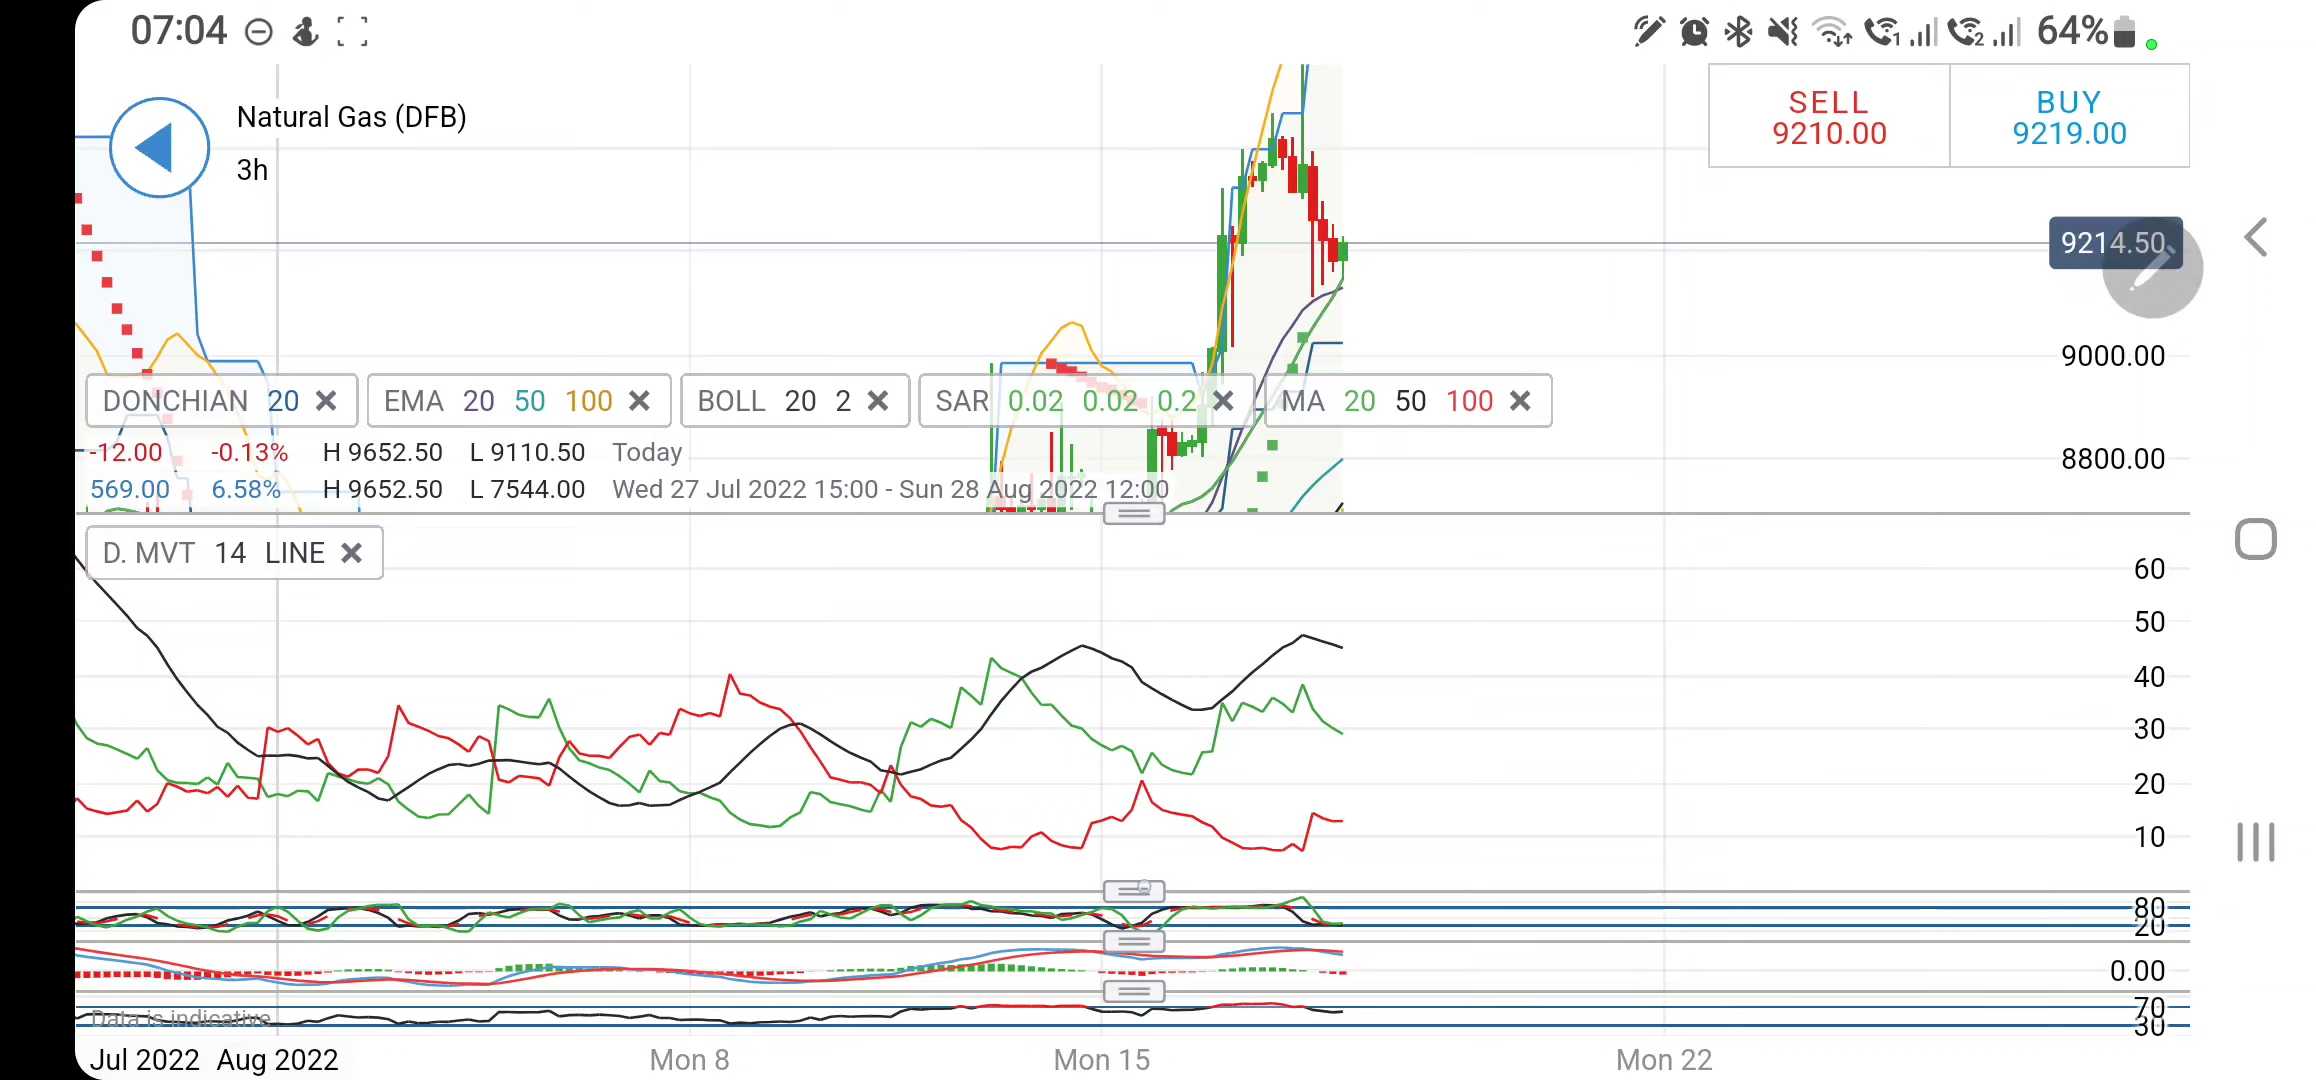 07:04 64%
Natural Gas (DFB)
3h
SELL BUY
9210.00 9219.00
9214.50
9000.00
DONCHIAN 20 EMA 20 50 100 BOLL 20 2 SAR 0.02 0.02 0.2 MA 20 50 100
-12.00 -0.13% H 9652.50 L 9110.50 Today
8800.00
569.00 6.58% H 9652.50 L 7544.00 Wed 27 Jul 2022 15:00 - Sun 28 Aug 2022 12:00
D. MVT 14 LINE
60
50
40
30
20
10
80
20
0.00
70
Data is indicative
30
Jul 2022 Aug 2022 Mon 8 Mon 15 Mon 22